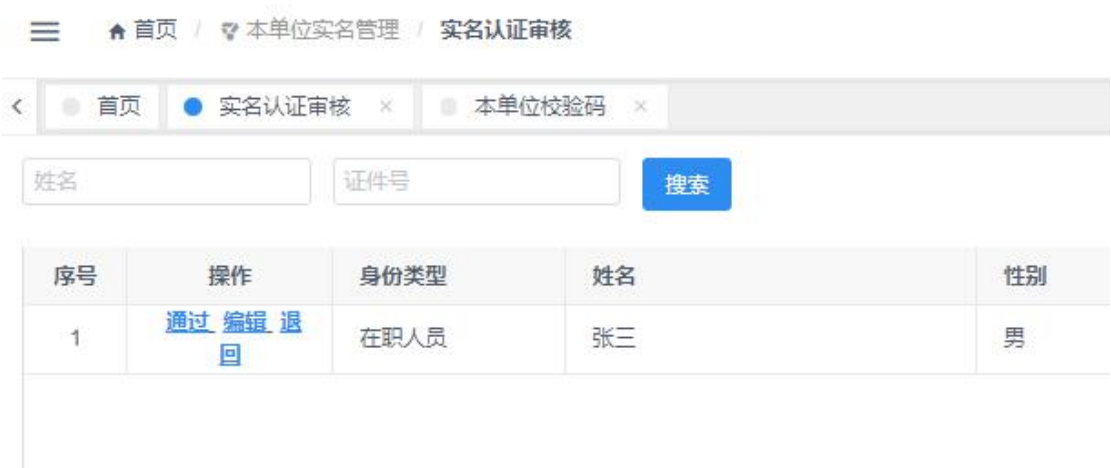 首页 / 本单位实名管理 / 实名认证审核
首页 实名认证审核 × 本单位校验码 ×
姓名 证件号 搜索
序号 操作 身份类型 姓名 性别
1 通过 编辑 退回 在职人员 张三 男